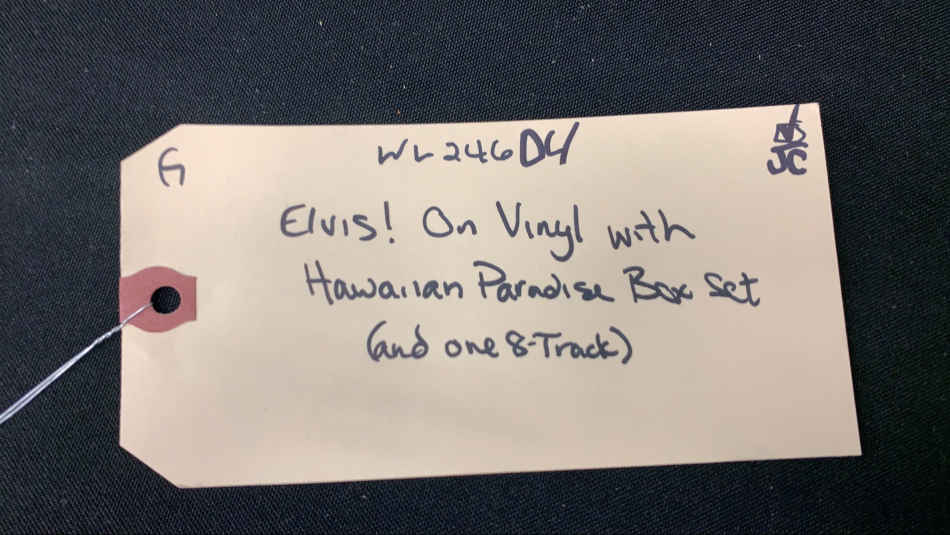 G WL246D4 JC
Elvis! On Vinyl with
Hawaiian Paradise Box Set
(and one 8-Track)